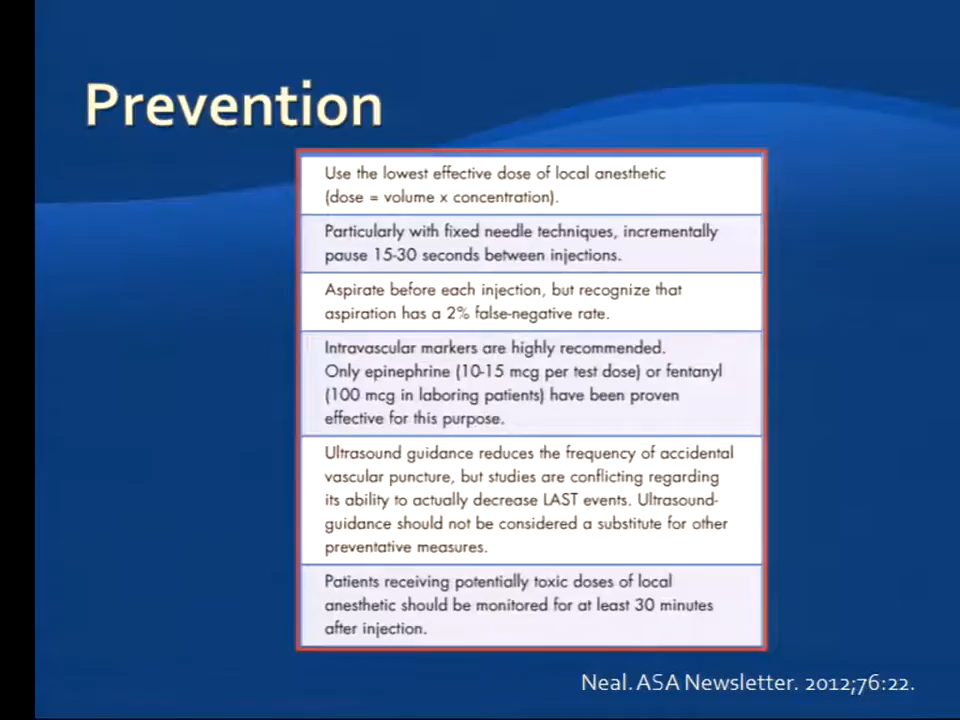 Prevention
Use the lowest effective dose of local anesthetic
(dose = volume x concentration).
Particularly with fixed needle techniques, incrementally
pause 15-30 seconds between injections.
Aspirate before each injection, but recognize that
aspiration has a 2% false-negative rate.
Intravascular markers are highly recommended.
Only epinephrine (10-15 mcg per test dose) or fentanyl
(100 mcg in laboring patients) have been proven
effective for this purpose.
Ultrasound guidance reduces the frequency of accidental
vascular puncture, but studies are conflicting regarding
its ability to actually decrease LAST events. Ultrasound-
guidance should not be considered a substitute for other
preventative measures.
Patients receiving potentially toxic doses of local
anesthetic should be monitored for at least 30 minutes
after injection.
Neal. ASA Newsletter. 2012;76:22.